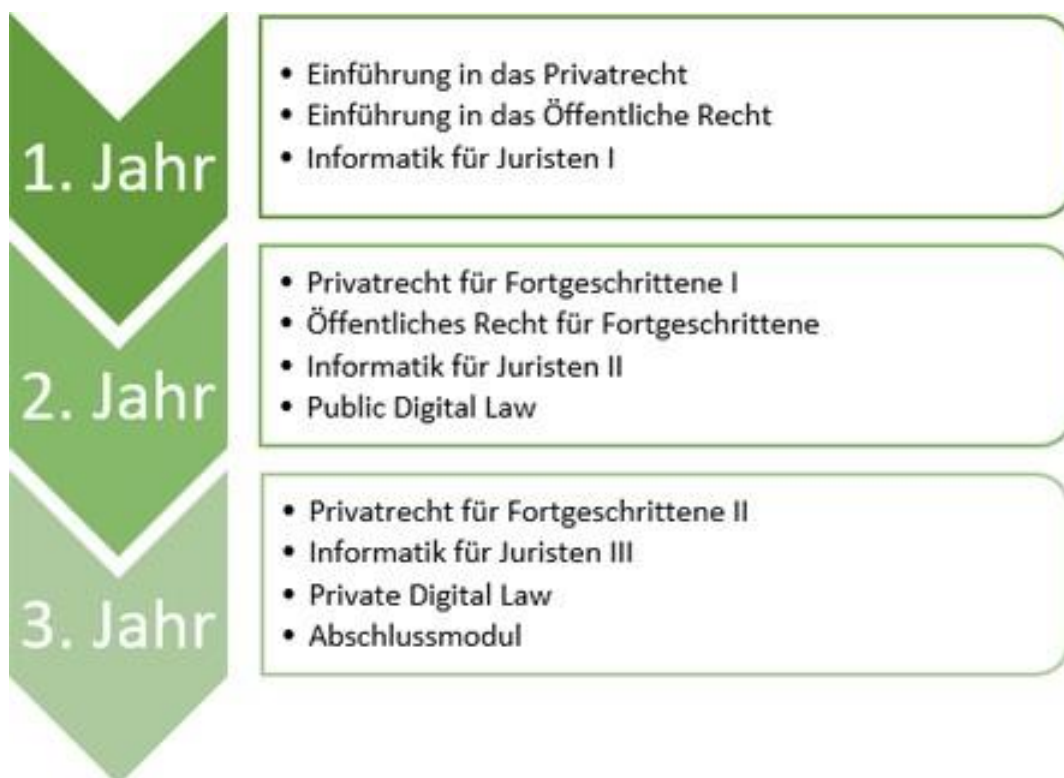 1. Jahr
• Einführung in das Privatrecht
• Einführung in das Öffentliche Recht
• Informatik für Juristen I
2. Jahr
• Privatrecht für Fortgeschrittene I
• Öffentliches Recht für Fortgeschrittene
• Informatik für Juristen II
• Public Digital Law
3. Jahr
• Privatrecht für Fortgeschrittene II
• Informatik für Juristen III
• Private Digital Law
• Abschlussmodul